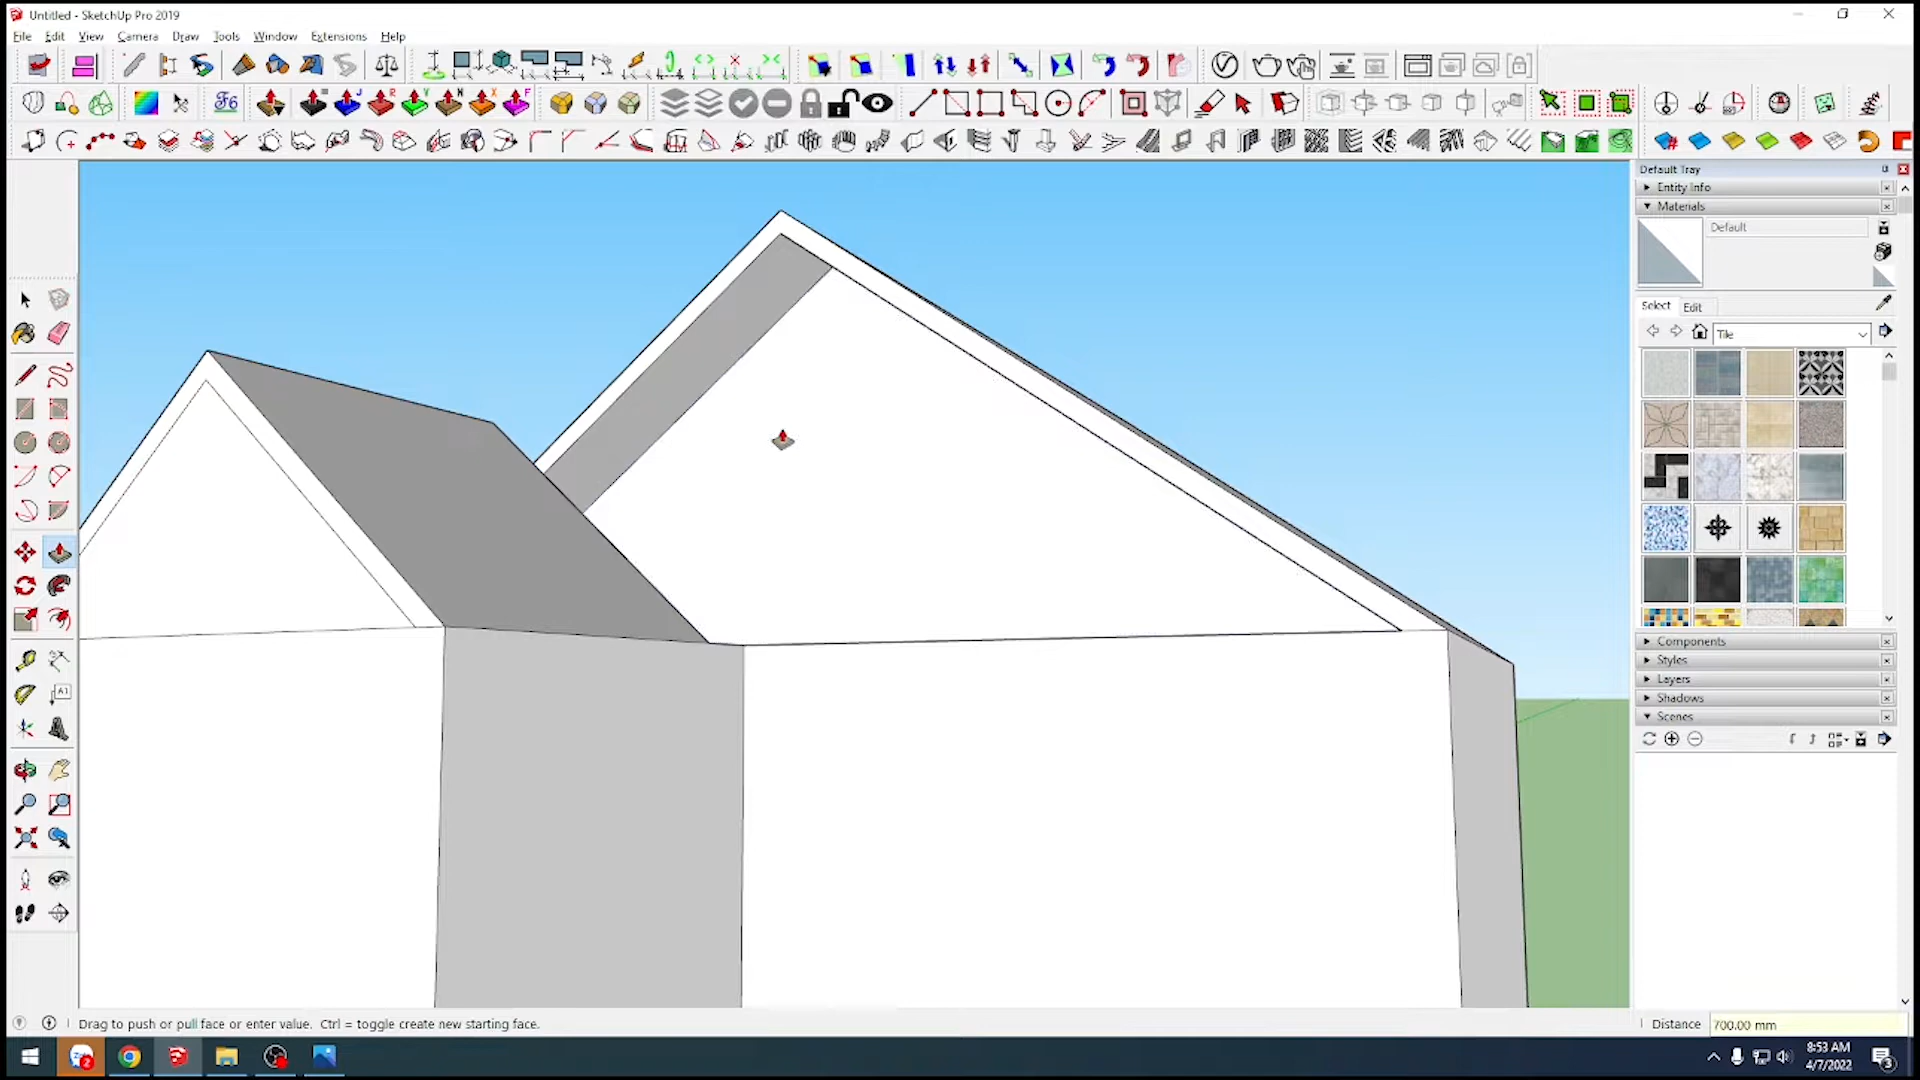 Untitled - SketchUp Pro 2019
File Edit View Camera Draw Tools Window Extensions Help
Default Tray
Entity Info
Materials
Default
Select Edit
Tile
Components
Styles
Layers
Shadows
Scenes
Drag to push or pull face or enter value. Ctrl = toggle create new starting face.
Distance 700.00 mm
8:53 AM
4/7/2022